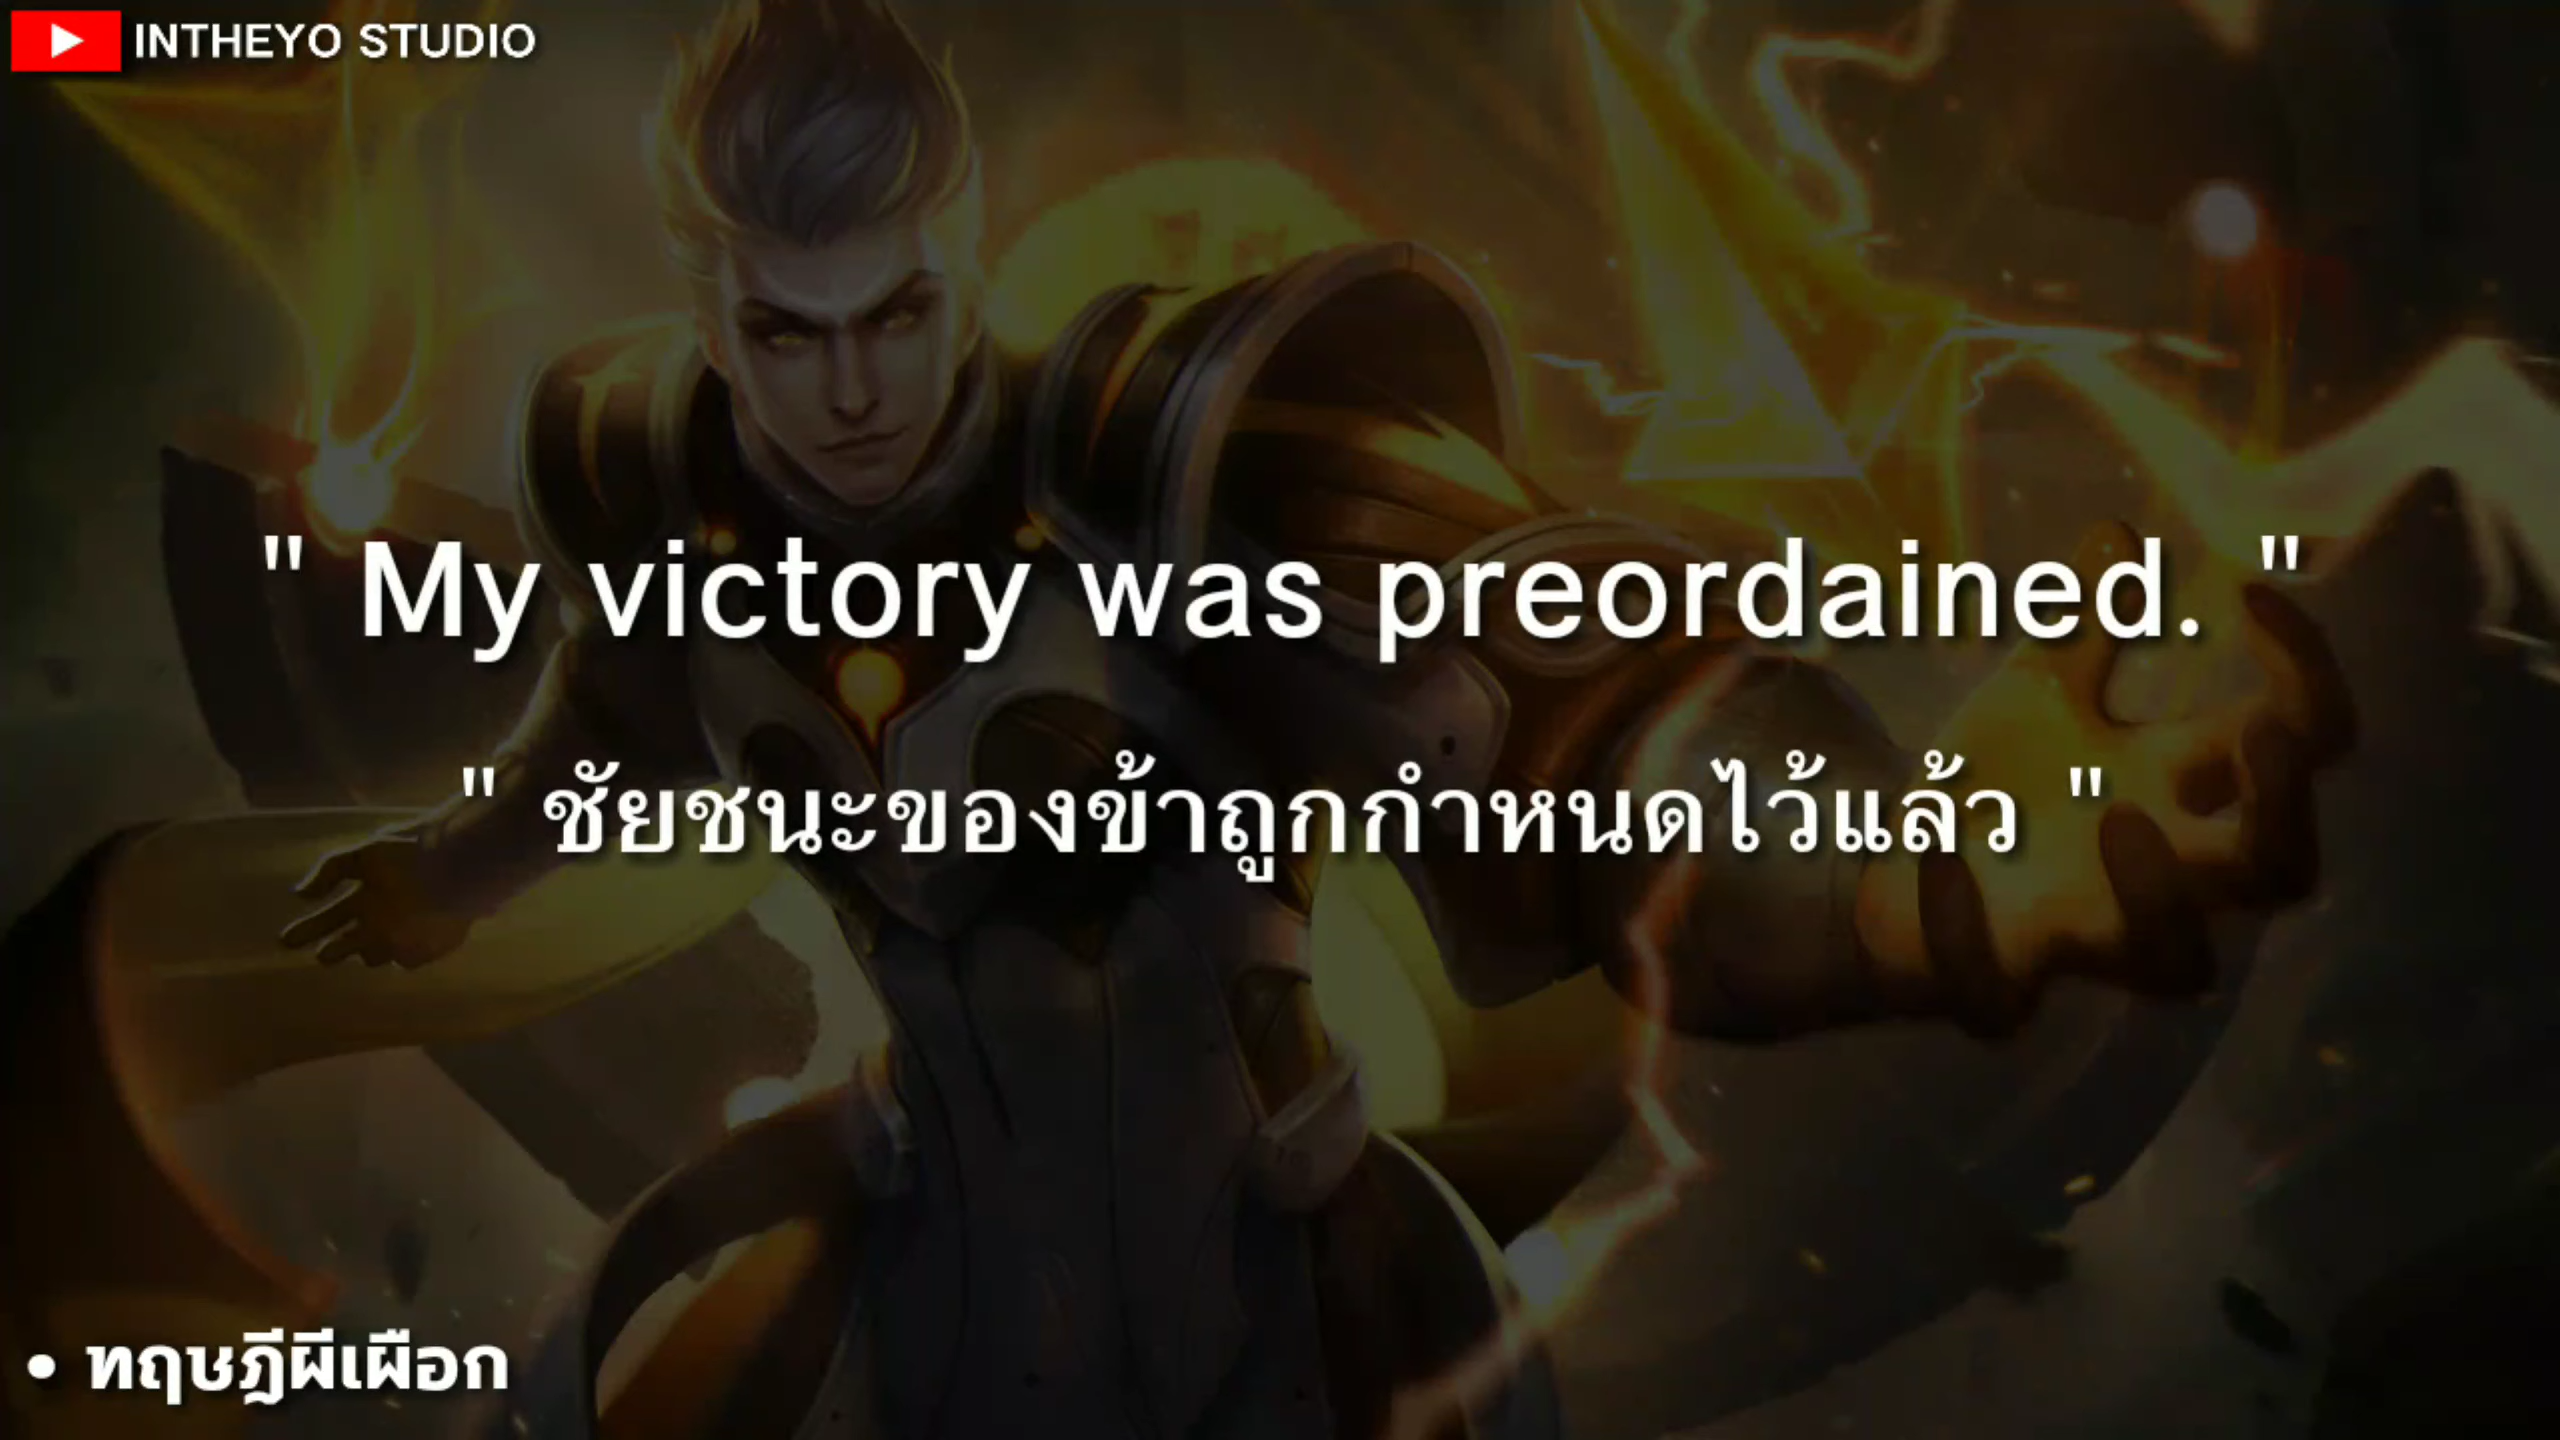 INTHEYO STUDIO
" My victory was preordained. "
" ชัยชนะของข้าถูกกำหนดไว้แล้ว "
• ทฤษฎีผีเผือก